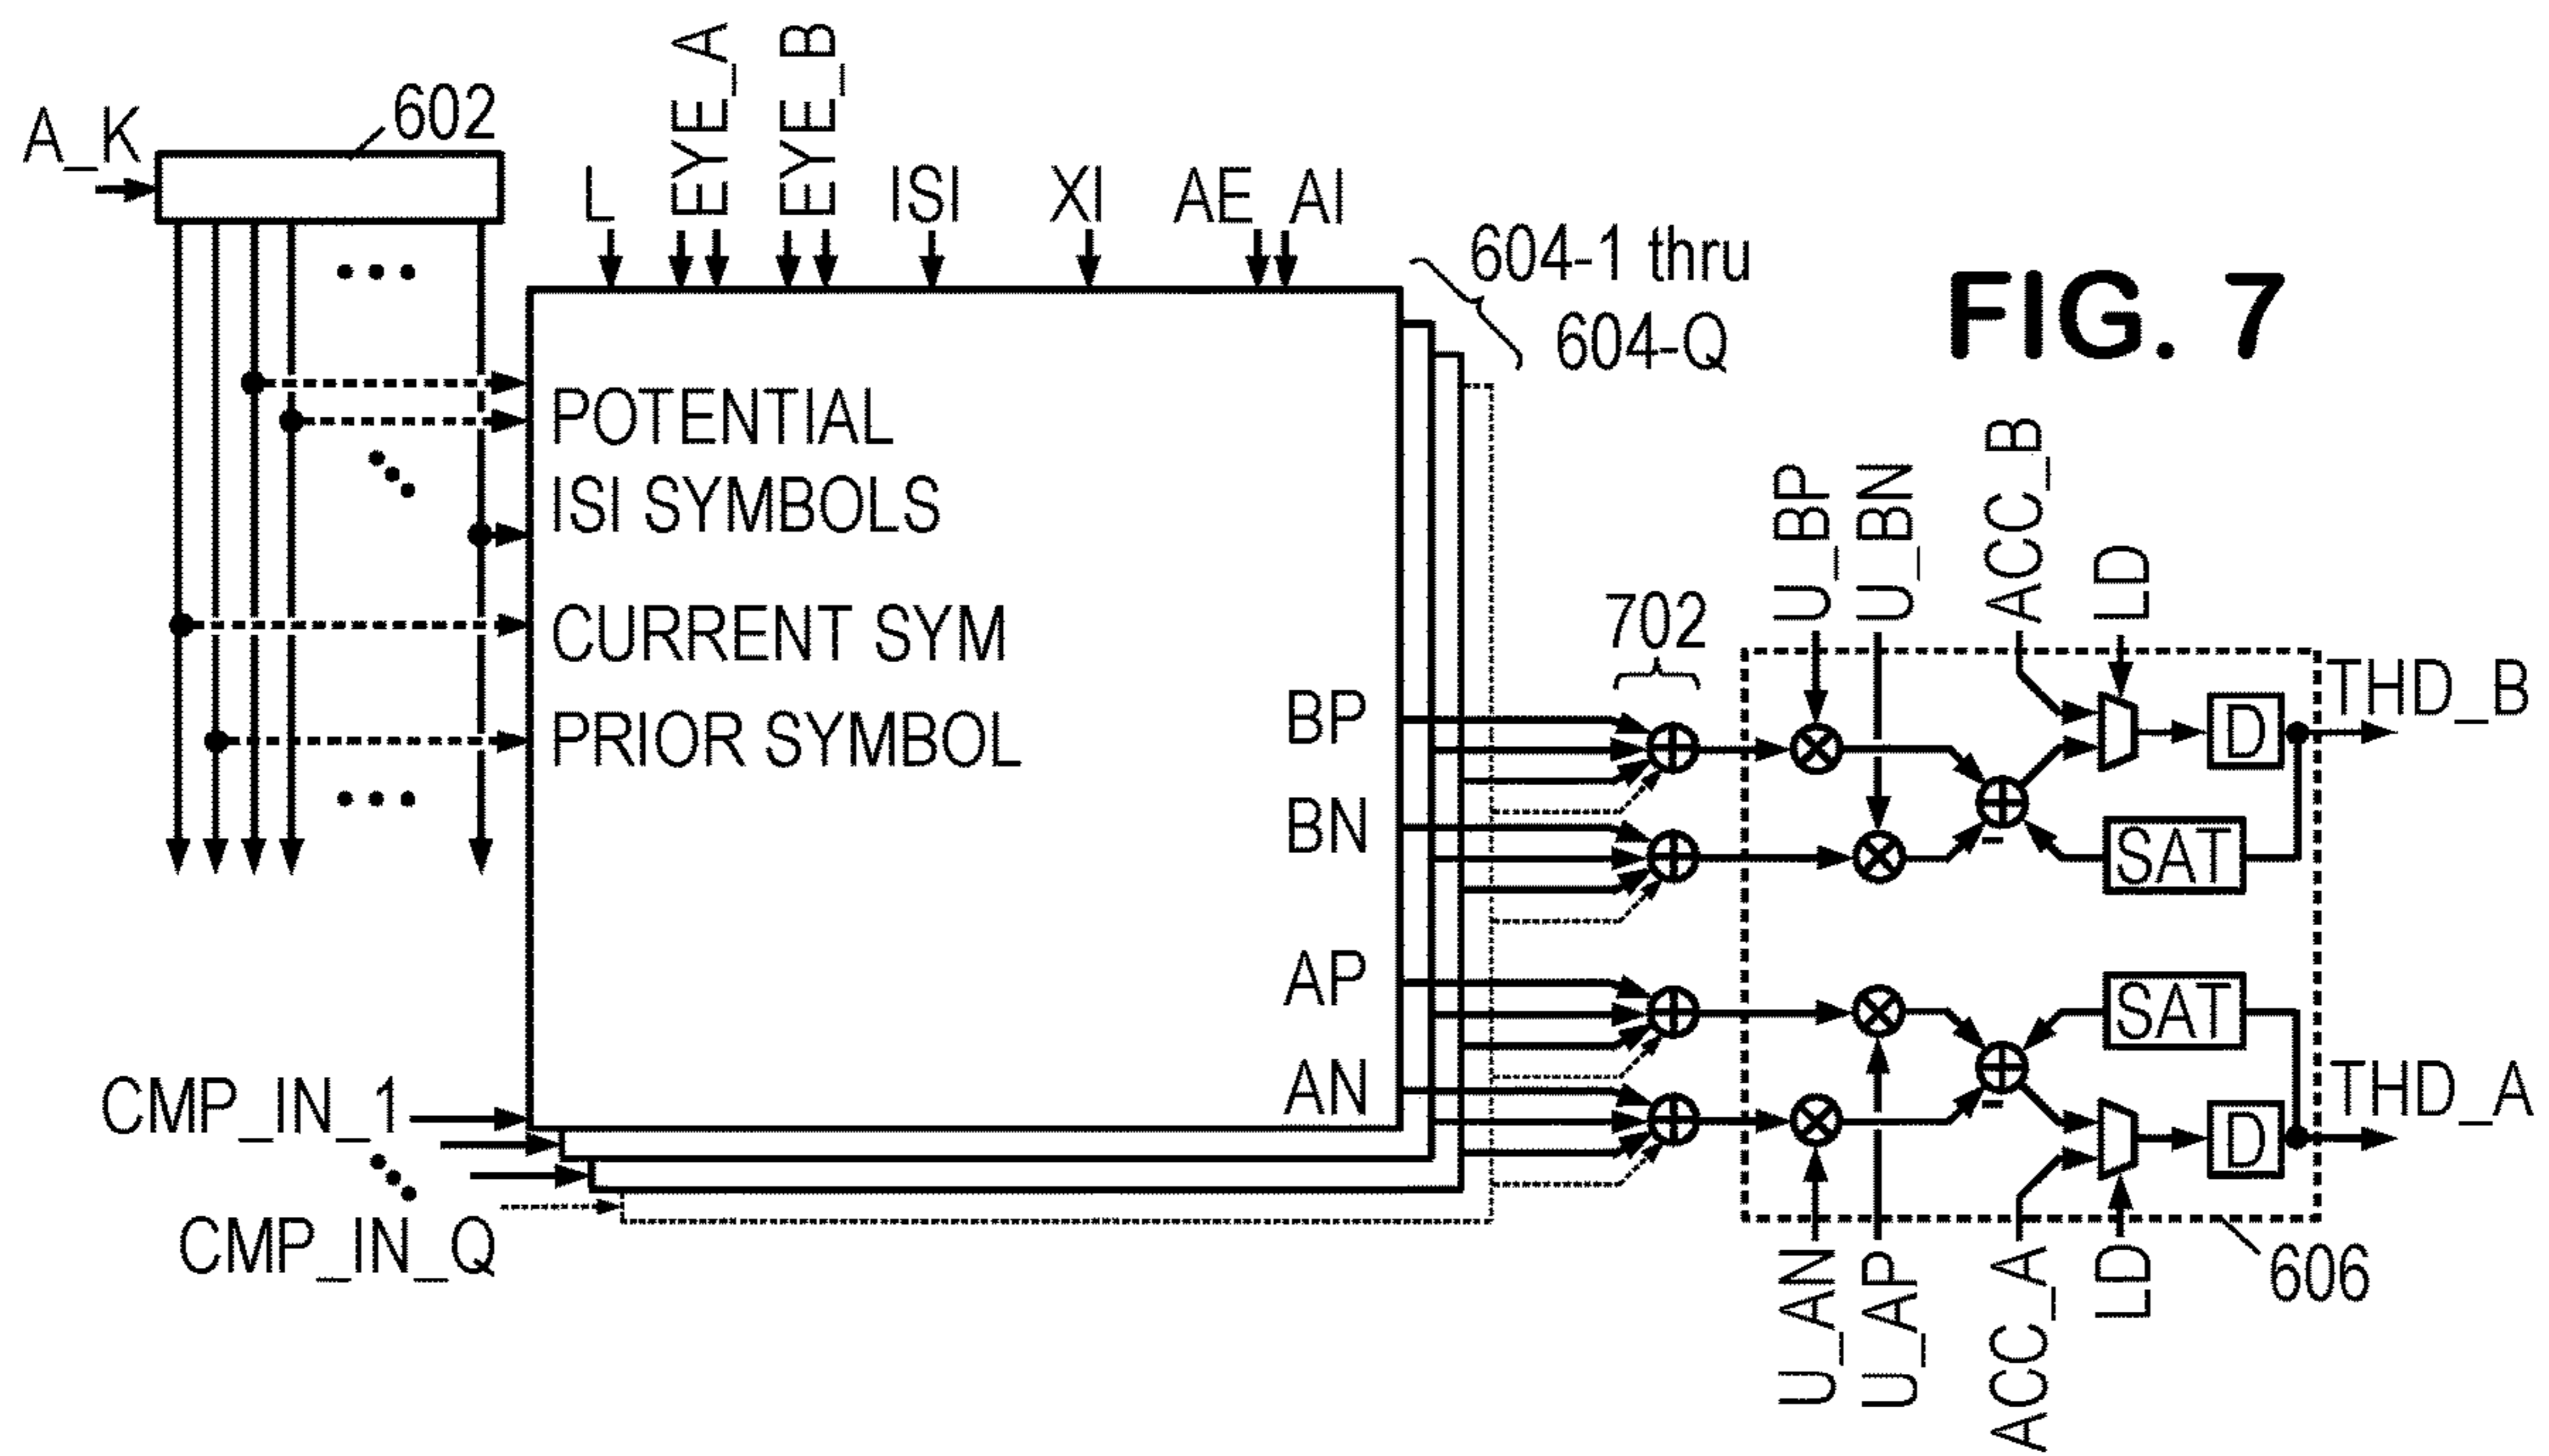 A_K
602
L
EYE_A
EYE_B
ISI
XI
AE
AI
604-1 thru
604-Q
FIG. 7
POTENTIAL
ISI SYMBOLS
CURRENT SYM
PRIOR SYMBOL
BP
BN
AP
AN
702
U_BP
U_BN
ACC_B
LD
D
THD_B
SAT
SAT
D
THD_A
CMP_IN_1
CMP_IN_Q
U_AN
U_AP
ACC_A
LD
606